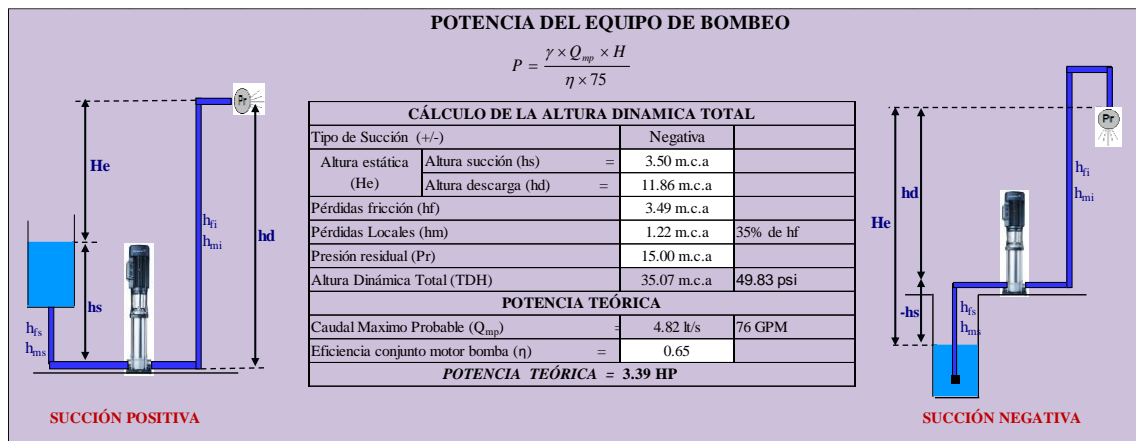 POTENCIA DEL EQUIPO DE BOMBEO
P = γ × Q_mp × H / η × 75
CÁLCULO DE LA ALTURA DINAMICA TOTAL
Tipo de Succión (+/-) Negativa
Altura estática (He) Altura succión (hs) = 3.50 m.c.a
Altura descarga (hd) = 11.86 m.c.a
Pérdidas fricción (hf) 3.49 m.c.a
Pérdidas Locales (hm) 1.22 m.c.a 35% de hf
Presión residual (Pr) 15.00 m.c.a
Altura Dinámica Total (TDH) 35.07 m.c.a 49.83 psi
POTENCIA TEÓRICA
Caudal Maximo Probable (Q_mp) = 4.82 lt/s 76 GPM
Eficiencia conjunto motor bomba (η) = 0.65
POTENCIA TEÓRICA = 3.39 HP
Pr
He
h_fi
h_mi
hd
hs
h_fs
h_ms
SUCCIÓN POSITIVA
Pr
h_fi
h_mi
hd
He
-hs
h_fs
h_ms
SUCCIÓN NEGATIVA